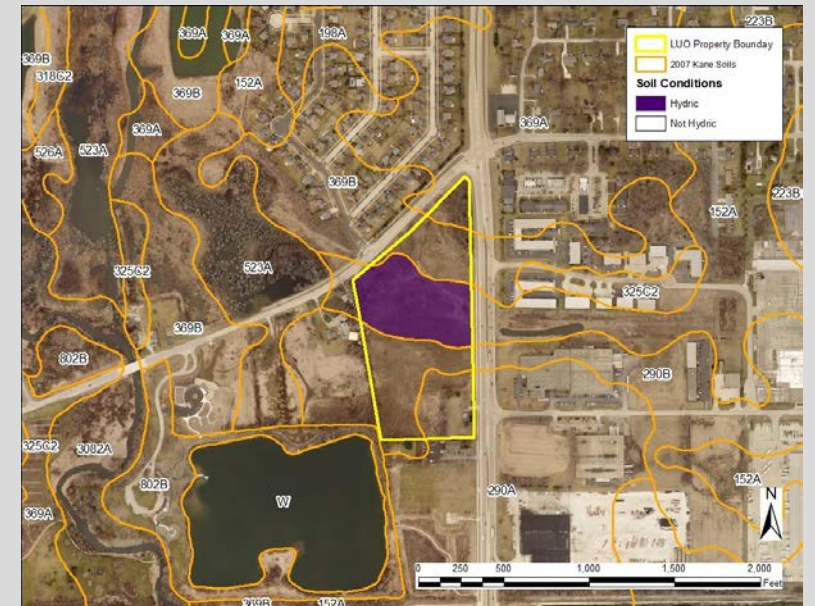 369A
369A
198A
223B
369B
318C2
152A
369B
LUO Property Bounday
2007 Kane Soils
Soil Conditions
Hydric
Not Hydric
369A
369A
526A
523A
369B
223B
152A
523A
325C2
325C2
369B
802B
290B
325C2
3082A
802B
W
290A
152A
369A
N
0 250 500 1,000 1,500 2,000
Feet
369B
152A